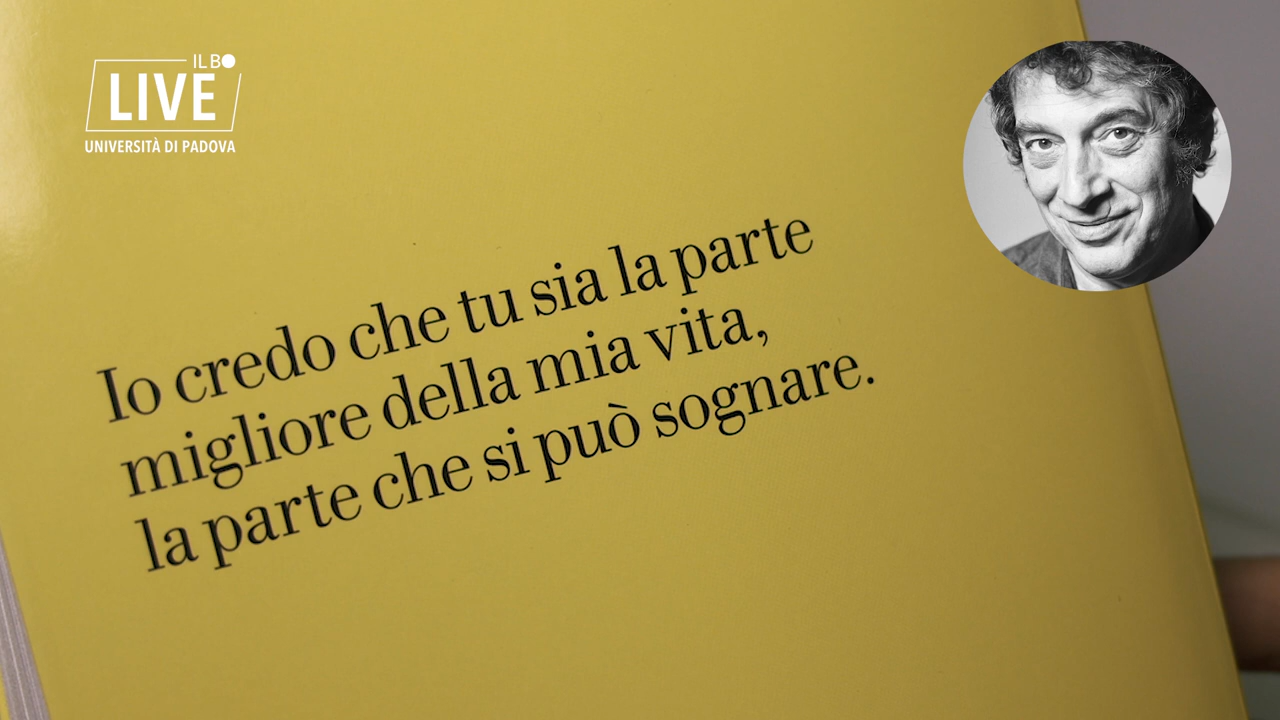 IL BO
LIVE
UNIVERSITÀ DI PADOVA
Io credo che tu sia la parte
migliore della mia vita,
la parte che si può sognare.